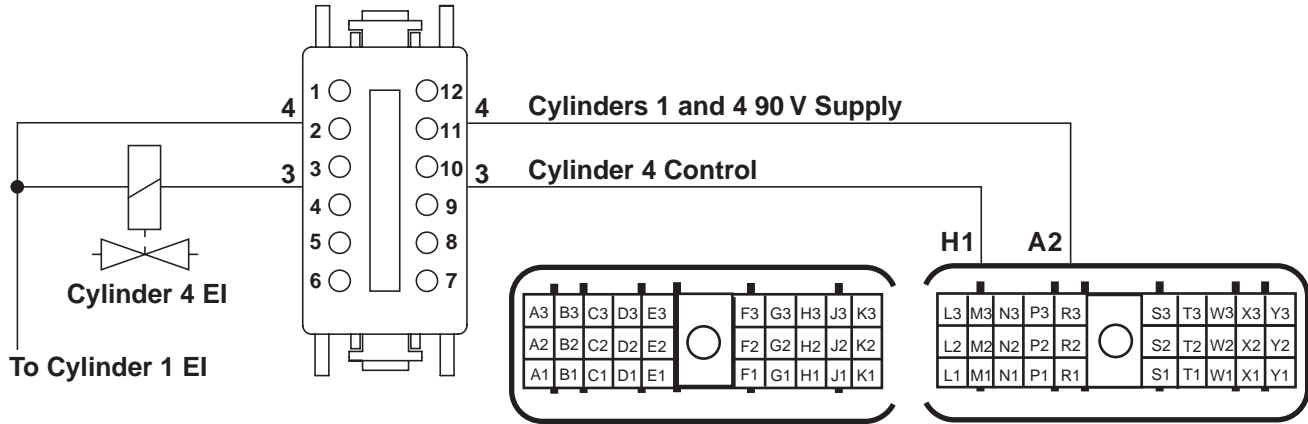 1 12
4 4 Cylinders 1 and 4 90 V Supply
2 11
3 10
3 3 Cylinder 4 Control
4 9
5 8
6 7
H1 A2
Cylinder 4 EI
To Cylinder 1 EI
A3 B3 C3 D3 E3 F3 G3 H3 J3 K3
A2 B2 C2 D2 E2 F2 G2 H2 J2 K2
A1 B1 C1 D1 E1 F1 G1 H1 J1 K1
L3 M3 N3 P3 R3 S3 T3 W3 X3 Y3
L2 M2 N2 P2 R2 S2 T2 W2 X2 Y2
L1 M1 N1 P1 R1 S1 T1 W1 X1 Y1